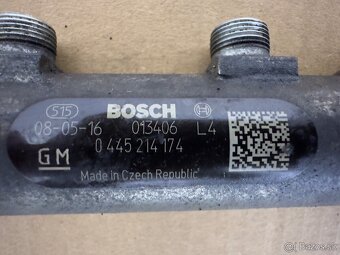 515 BOSCH
08-05-16 013406 L4
GM 0 445 214 174
Made in Czech Republic